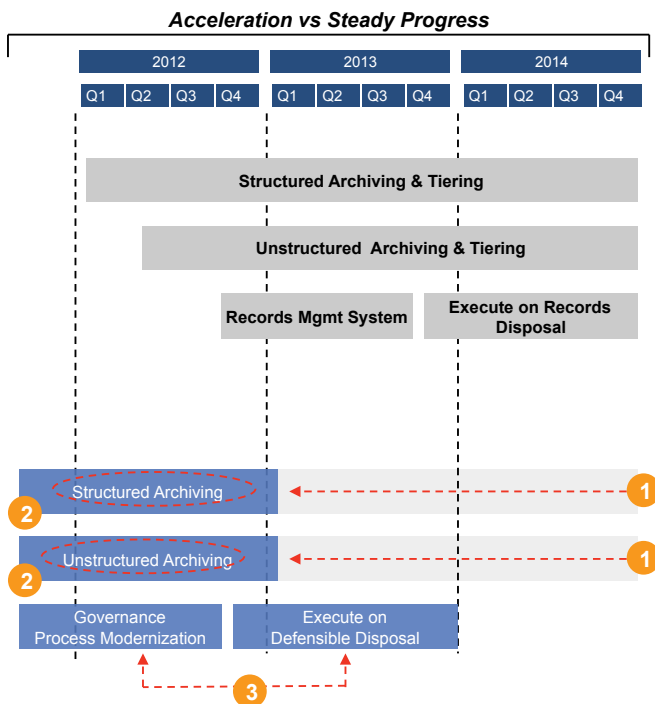 Acceleration vs Steady Progress
2012 2013 2014
Q1 Q2 Q3 Q4 Q1 Q2 Q3 Q4 Q1 Q2 Q3 Q4
Structured Archiving & Tiering
Unstructured Archiving & Tiering
Records Mgmt System
Execute on Records
Disposal
Structured Archiving
1
2
Unstructured Archiving
1
2
Governance
Process Modernization
Execute on
Defensible Disposal
3